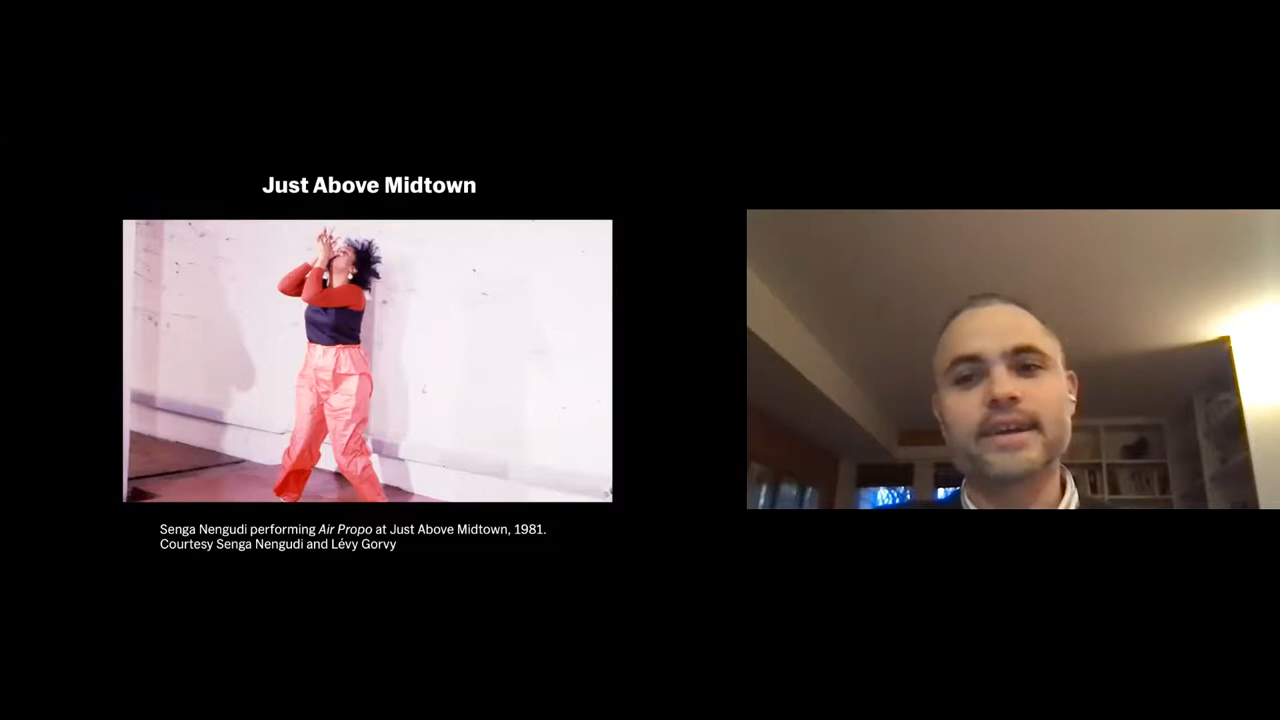 Just Above Midtown
Senga Nengudi performing Air Propo at Just Above Midtown, 1981.
Courtesy Senga Nengudi and Lévy Gorvy